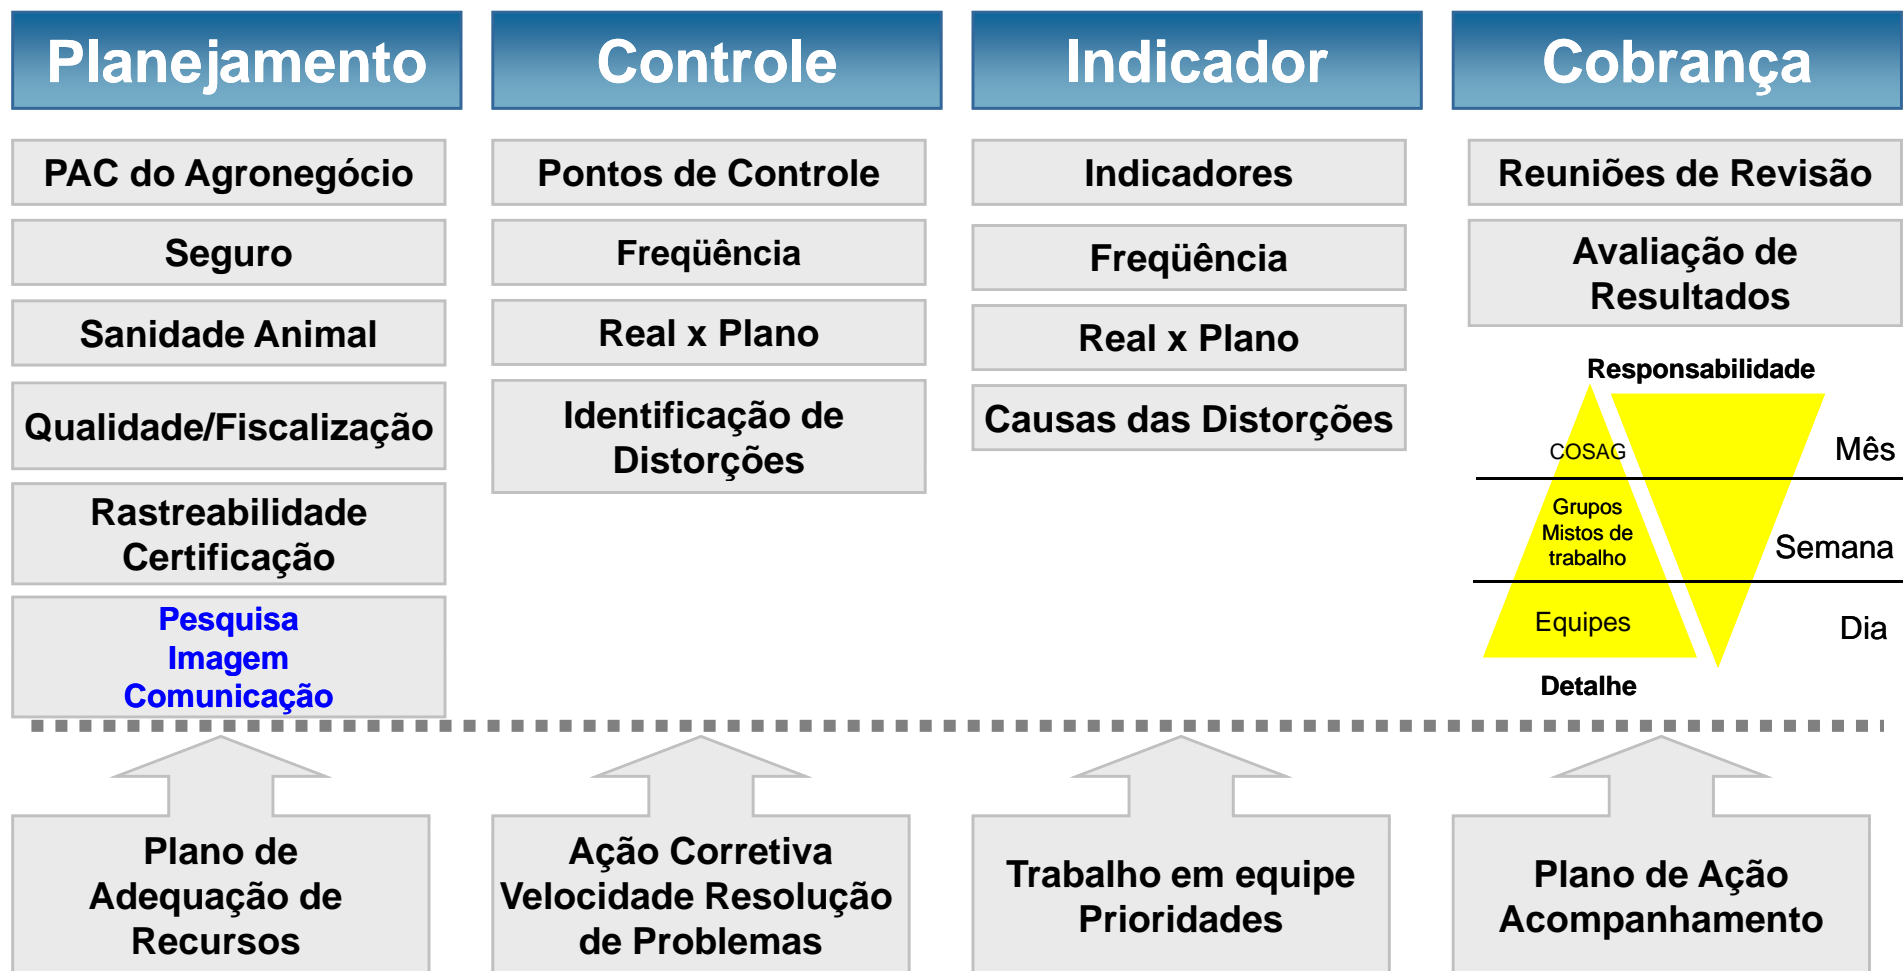 Planejamento
Controle
Indicador
Cobrança
PAC do Agronegócio
Seguro
Sanidade Animal
Qualidade/Fiscalização
Rastreabilidade
Certificação
Pesquisa
Imagem
Comunicação
Pontos de Controle
Freqüência
Real x Plano
Identificação de
Distorções
Indicadores
Freqüência
Real x Plano
Causas das Distorções
Reuniões de Revisão
Avaliação de
Resultados
Responsabilidade
COSAG
Mês
Grupos
Mistos de
trabalho
Semana
Equipes
Dia
Detalhe
Plano de
Adequação de
Recursos
Ação Corretiva
Velocidade Resolução
de Problemas
Trabalho em equipe
Prioridades
Plano de Ação
Acompanhamento